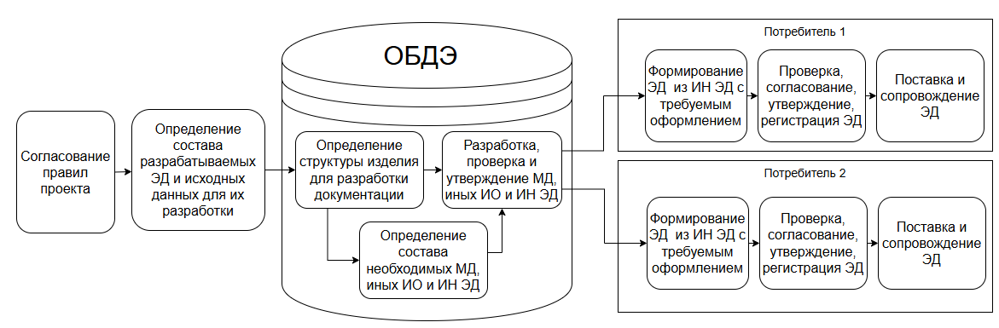 Согласование
правил
проекта
Определение
состава
разрабатываемых
ЭД и исходных
данных для их
разработки
ОБДЭ
Определение
структуры изделия
для разработки
документации
Разработка,
проверка и
утверждение МД,
иных ИО и ИН ЭД
Определение
состава
необходимых МД,
иных ИО и ИН ЭД
Потребитель 1
Формирование
ЭД из ИН ЭД с
требуемым
оформлением
Проверка,
согласование,
утверждение,
регистрация ЭД
Поставка и
сопровождение
ЭД
Потребитель 2
Формирование
ЭД из ИН ЭД с
требуемым
оформлением
Проверка,
согласование,
утверждение,
регистрация ЭД
Поставка и
сопровождение
ЭД